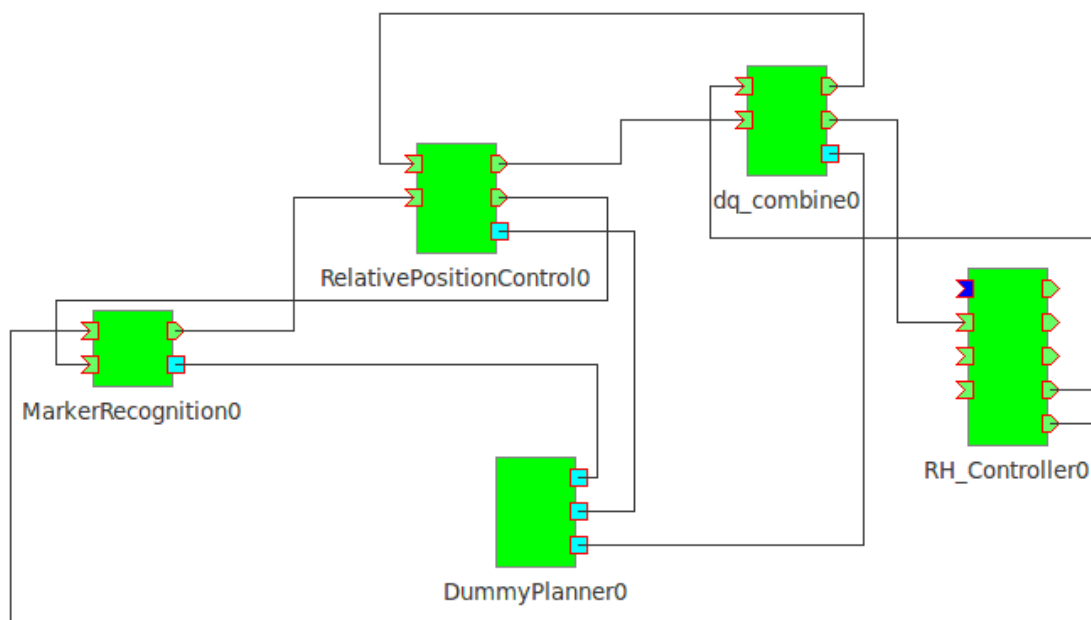 dq_combine0
RelativePositionControl0
MarkerRecognition0
RH_Controller0
DummyPlanner0